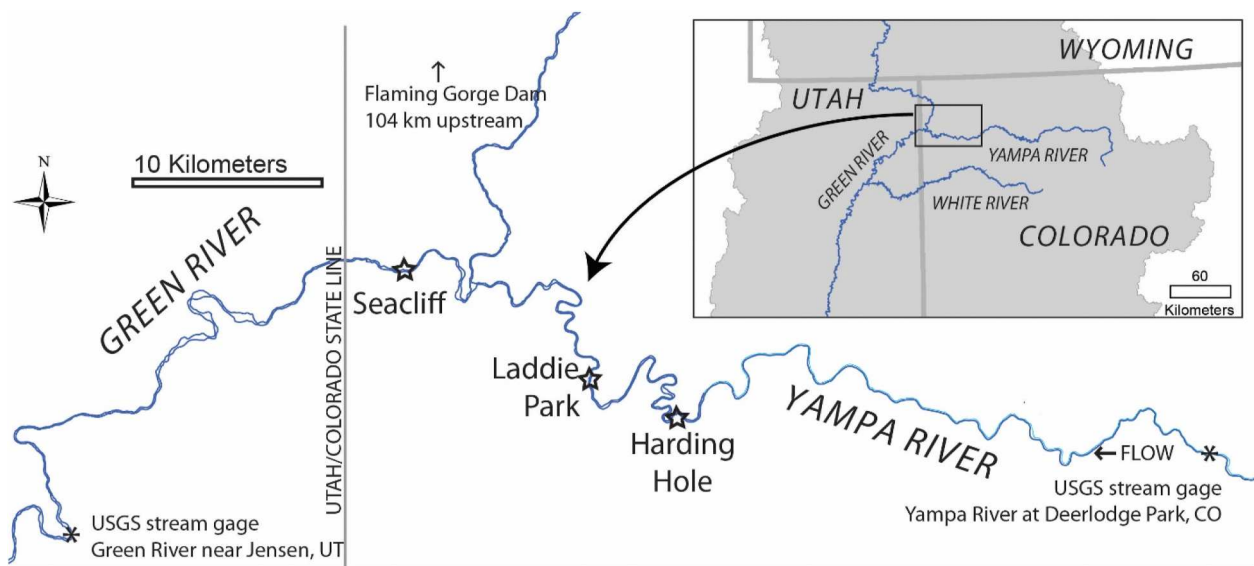 ↑
Flaming Gorge Dam
104 km upstream
N
10 Kilometers
GREEN RIVER
UTAH/COLORADO STATE LINE
Seacliff
Laddie
Park
Harding
Hole
YAMPA RIVER
← FLOW
USGS stream gage
Yampa River at Deerlodge Park, CO
USGS stream gage
Green River near Jensen, UT
WYOMING
UTAH
YAMPA RIVER
GREEN RIVER
WHITE RIVER
COLORADO
60
Kilometers